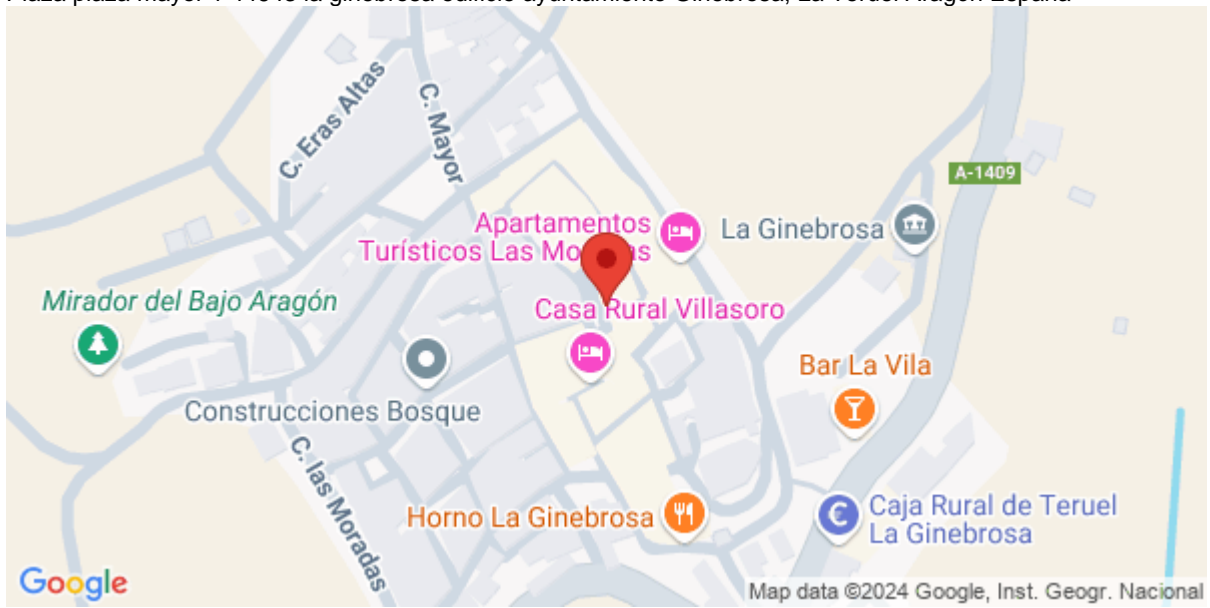 C. Eras Altas
C. Mayor
A-1409
Apartamentos
Turísticos Las Mo as
La Ginebrosa
Mirador del Bajo Aragón
Casa Rural Villasoro
Bar La Vila
Construcciones Bosque
C. las Moradas
Horno La Ginebrosa
Caja Rural de Teruel
La Ginebrosa
Google
Map data ©2024 Google, Inst. Geogr. Nacional